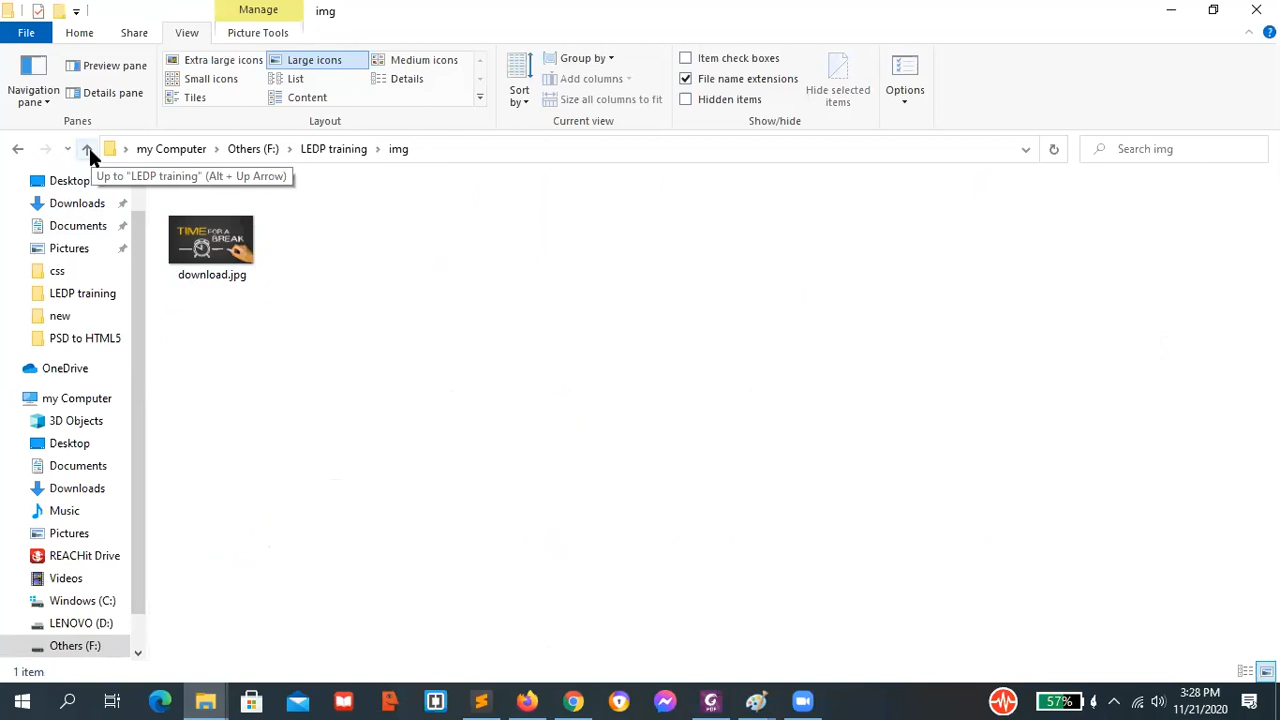 Manage
img
File
Home
Share
View
Picture Tools
Navigation pane
Preview pane
Details pane
Panes
Extra large icons
Large icons
Medium icons
Small icons
List
Details
Tiles
Content
Layout
Sort by
Group by
Add columns
Size all columns to fit
Current view
Item check boxes
File name extensions
Hidden items
Hide selected items
Show/hide
Options
my Computer
Others (F:)
LEDP training
img
Search img
Up to "LEDP training" (Alt + Up Arrow)
Desktop
Downloads
Documents
Pictures
css
LEDP training
new
PSD to HTML5
OneDrive
my Computer
3D Objects
Desktop
Documents
Downloads
Music
Pictures
REACHit Drive
Videos
Windows (C:)
LENOVO (D:)
Others (F:)
TIME FOR A
BREAK
download.jpg
1 item
57%
3:28 PM
11/21/2020